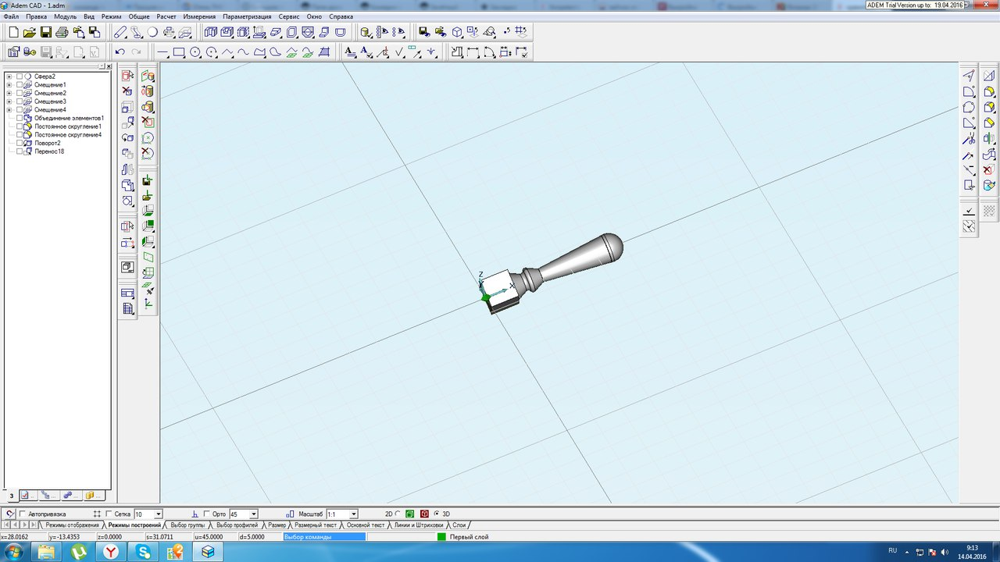 Adem CAD - 1.adm
ADEM Trial Version up to: 19.04.2016
Файл Правка Модуль Вид Режим Общие Расчет Измерения Параметризация Сервис Окно Справка
Сфера2
Смещение1
Смещение2
Смещение3
Смещение4
Объединение элементов1
Постоянное скругление1
Постоянное скругление4
Поворот2
Перенос18
Z
X
3
Автопривязка Сетка 10 Орто 45 Масштаб 1:1 2D 3D
Режимы отображения Режимы построений Выбор группы Выбор профилей Размер Размерный текст Основной текст Линии и Штриховки Слои
x=28.0162 y=-13.4353 z=0.0000 s=31.0711 u=45.0000 d=5.0000 Выбор команды Первый слой
RU 9:13
14.04.2016